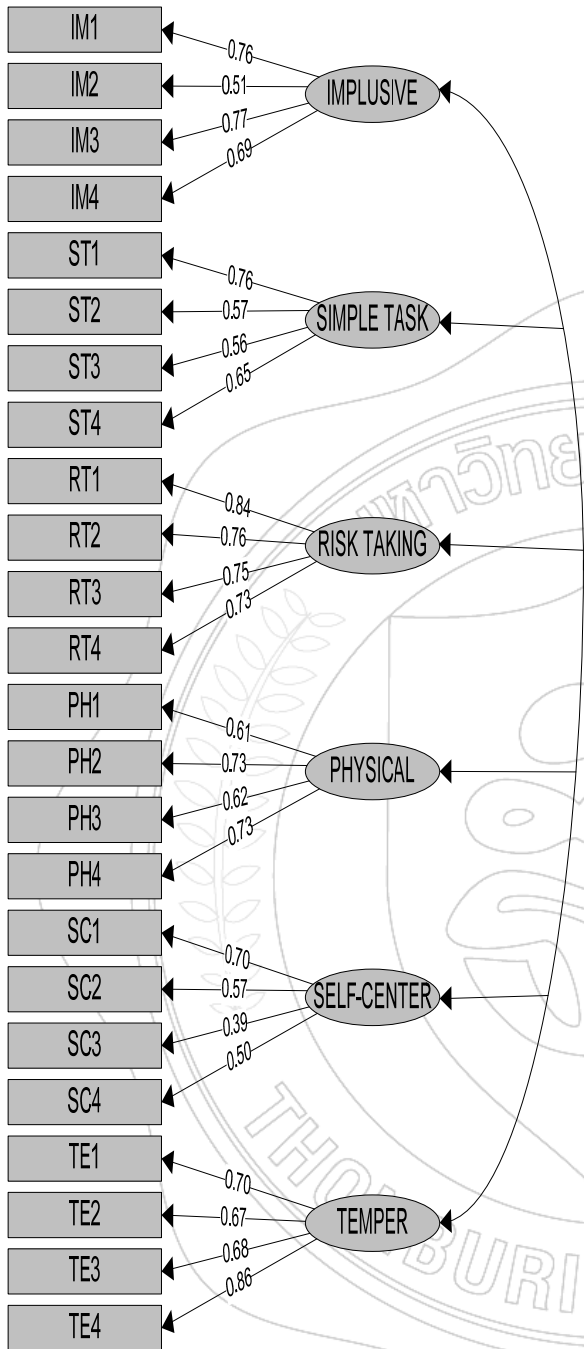 IM1
0.76
IM2
0.51
IMPLUSIVE
IM3
0.77
IM4
0.69
ST1
0.76
ST2
0.57
SIMPLE TASK
ST3
0.56
ST4
0.65
RT1
0.84
RT2
0.76
RISK TAKING
RT3
0.75
RT4
0.73
PH1
0.61
PH2
0.73
PHYSICAL
PH3
0.62
PH4
0.73
SC1
0.70
SC2
0.57
SELF-CENTER
SC3
0.39
SC4
0.50
TE1
0.70
TE2
0.67
TEMPER
TE3
0.68
TE4
0.86
THONBURI